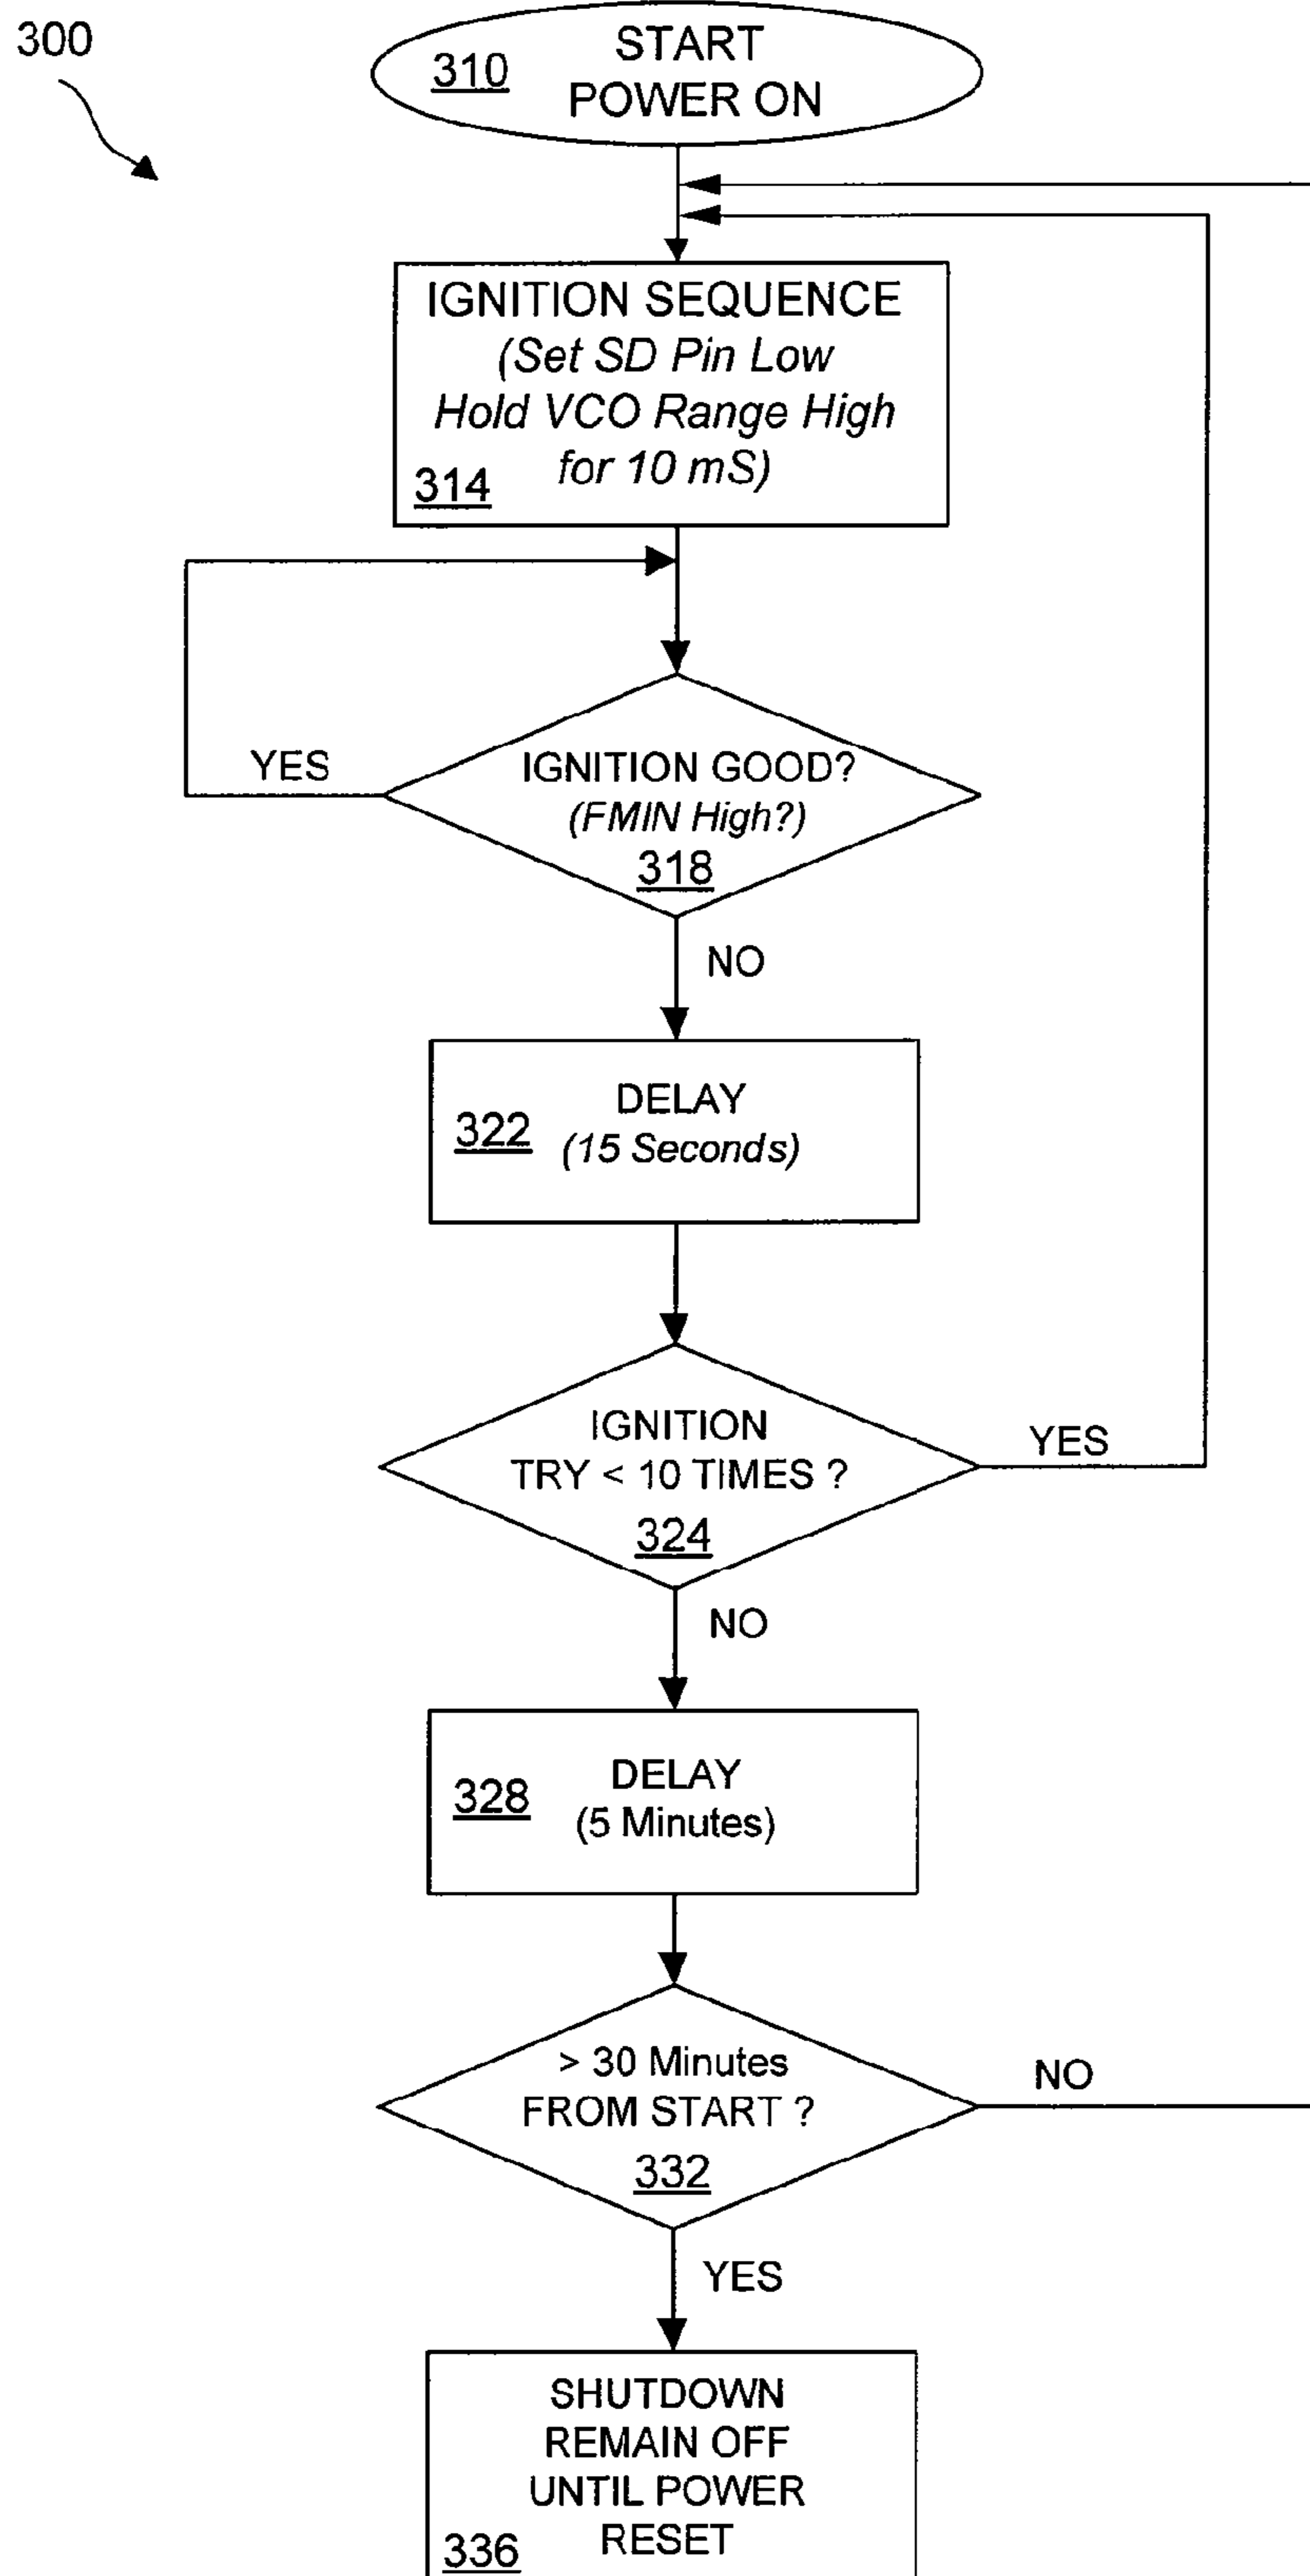 300
310
START
POWER ON
IGNITION SEQUENCE
(Set SD Pin Low
Hold VCO Range High
for 10 mS)
314
YES
IGNITION GOOD?
(FMIN High?)
318
NO
DELAY
322
(15 Seconds)
IGNITION
TRY < 10 TIMES ?
324
YES
NO
DELAY
328
(5 Minutes)
> 30 Minutes
FROM START ?
332
NO
YES
SHUTDOWN
REMAIN OFF
UNTIL POWER
RESET
336